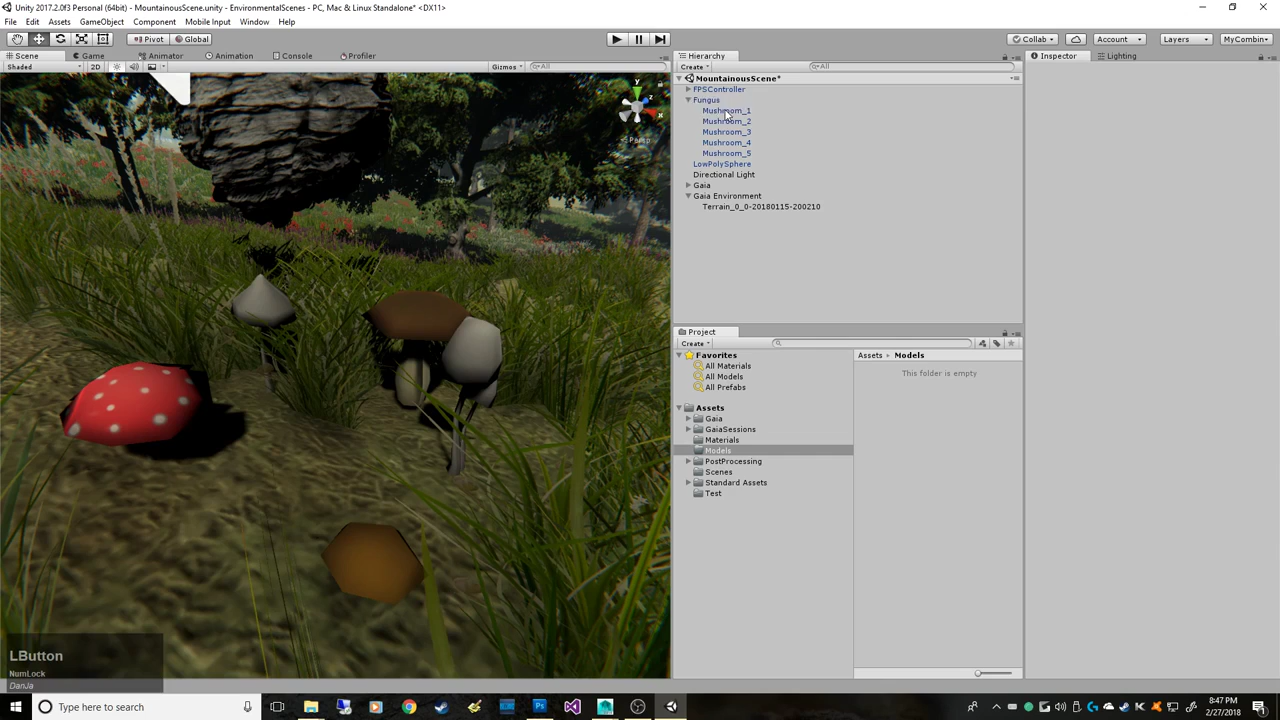 Unity 2017.2.0f3 Personal (64bit) - MountainousScene.unity - EnvironmentalScenes - PC, Mac & Linux Standalone* <DX11>
File Edit Assets GameObject Component Mobile Input Window Help
Pivot Global Collab Account Layers MyCombin
Scene Game Animator Animation Console Profiler
Shaded 2D Gizmos All
y
z
x
Persp
Hierarchy
Create All
MountainousScene*
FPSController
Fungus
Mushroom_1
Mushroom_2
Mushroom_3
Mushroom_4
Mushroom_5
LowPolySphere
Directional Light
Gaia
Gaia Environment
Terrain_0_0-20180115-200210
Inspector Lighting
Project
Create
Favorites
All Materials
All Models
All Prefabs
Assets
Gaia
GaiaSessions
Materials
Models
PostProcessing
Scenes
Standard Assets
Test
Assets Models
This folder is empty
LButton
NumLock
DanJa
Type here to search
8:47 PM
2/27/2018